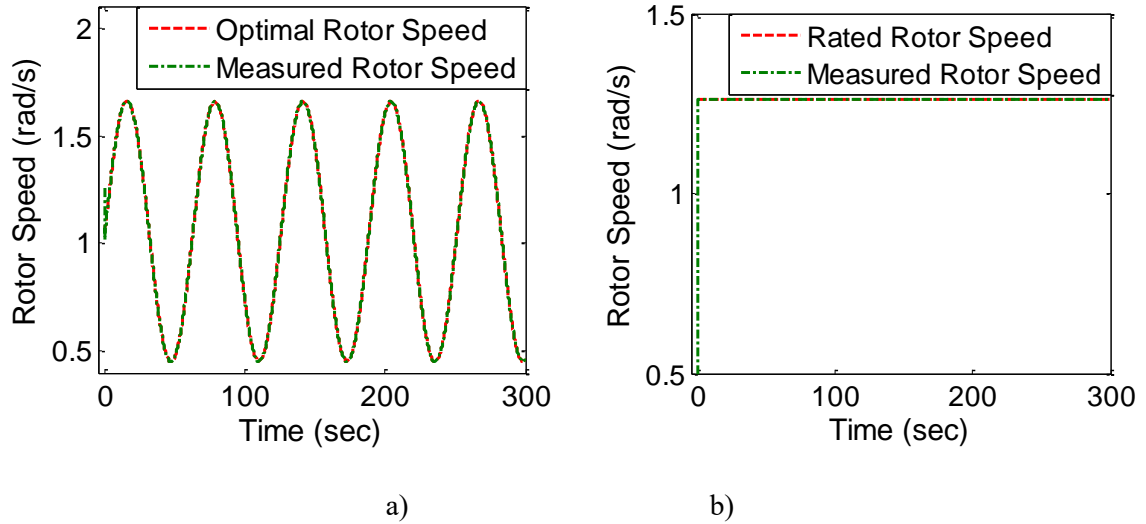 2
1.5
1
0.5
0
100
200
300
Rotor Speed (rad/s)
Time (sec)
Optimal Rotor Speed
Measured Rotor Speed
1.5
1
0.5
0
100
200
300
Rotor Speed (rad/s)
Time (sec)
Rated Rotor Speed
Measured Rotor Speed
a)
b)